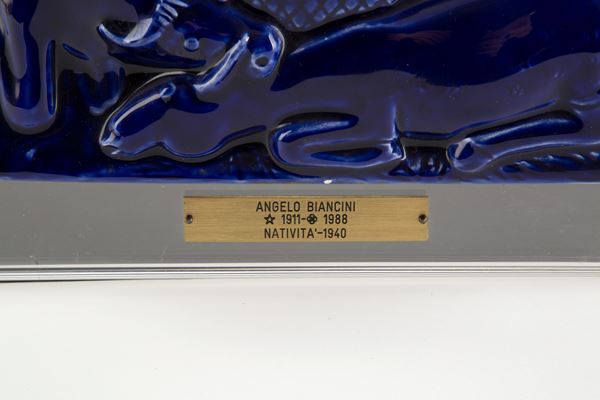 ANGELO BIANCINI
☆ 1911-❁ 1988
NATIVITA'-1940